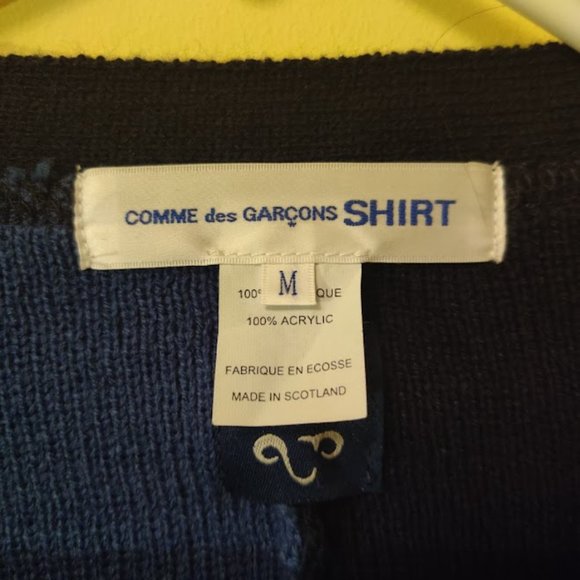 COMME des GARÇONS SHIRT
M
100% ACRYLIC
FABRIQUE EN ECOSSE
MADE IN SCOTLAND